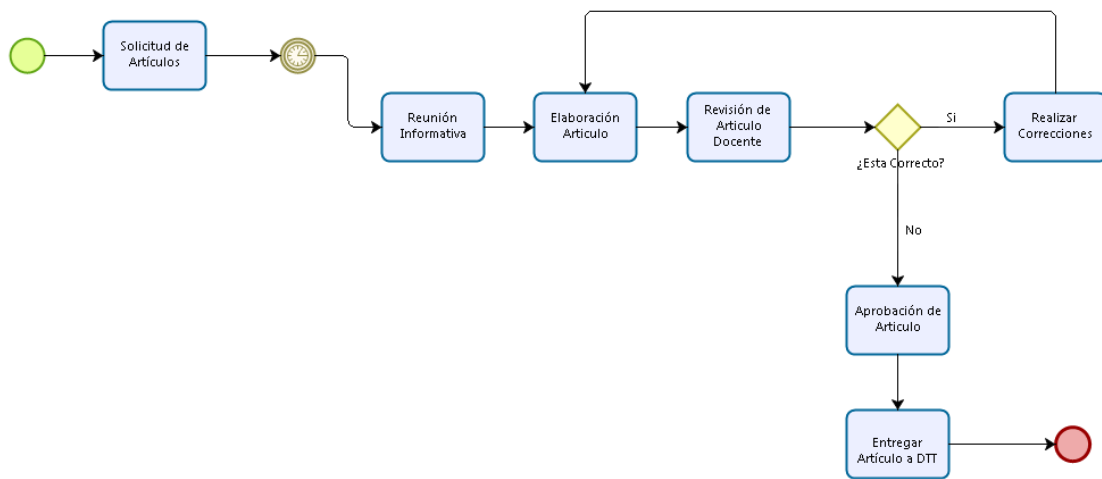 Solicitud de
Artículos
Reunión
Informativa
Elaboración
Articulo
Revisión de
Articulo
Docente
¿Esta Correcto?
Si
Realizar
Correcciones
No
Aprobación de
Articulo
Entregar
Artículo a DTT